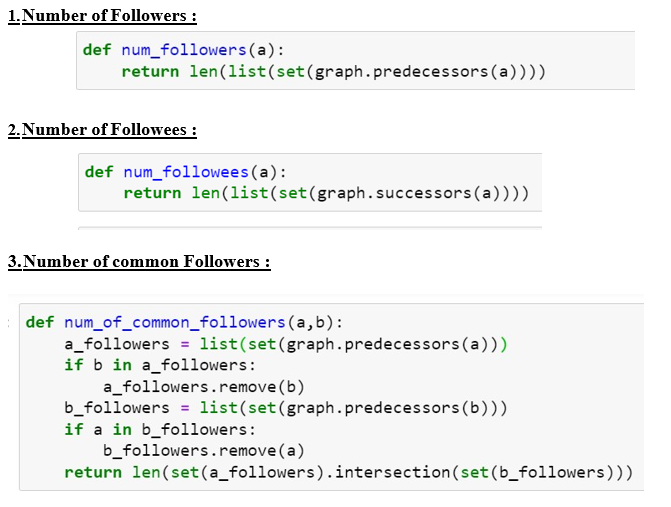 1.Number of Followers :
def num_followers(a):
    return len(list(set(graph.predecessors(a))))
2.Number of Followees :
def num_followees(a):
    return len(list(set(graph.successors(a))))
3.Number of common Followers :
def num_of_common_followers(a,b):
    a_followers = list(set(graph.predecessors(a)))
    if b in a_followers:
        a_followers.remove(b)
    b_followers = list(set(graph.predecessors(b)))
    if a in b_followers:
        b_followers.remove(a)
    return len(set(a_followers).intersection(set(b_followers)))